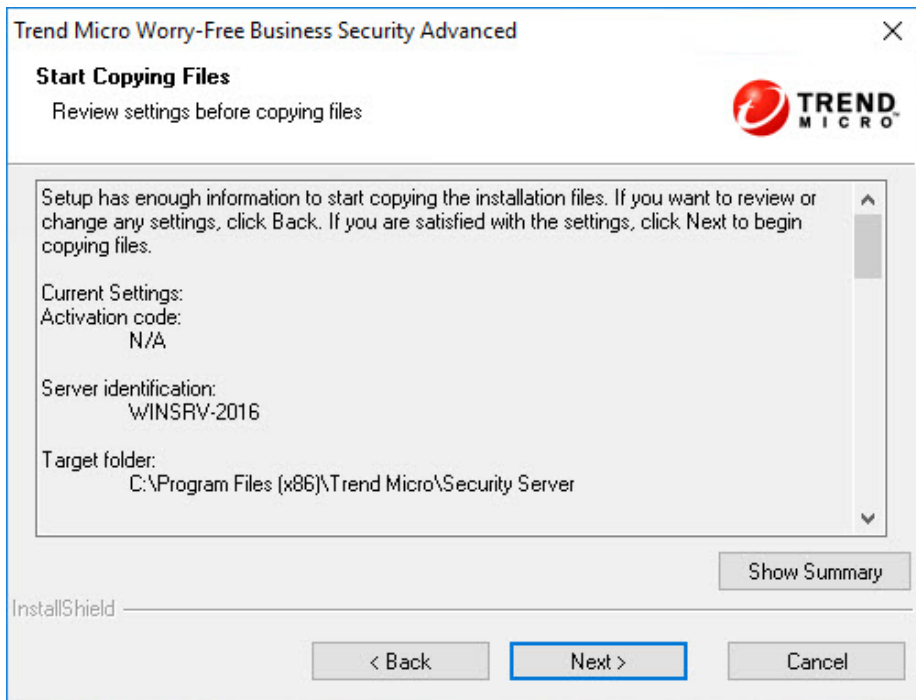 Trend Micro Worry-Free Business Security Advanced
Start Copying Files
Review settings before copying files
TREND
MICRO
Setup has enough information to start copying the installation files. If you want to review or
change any settings, click Back. If you are satisfied with the settings, click Next to begin
copying files.
Current Settings:
Activation code:
N/A
Server identification:
WINSRV-2016
Target folder:
C:\Program Files (x86)\Trend Micro\Security Server
Show Summary
InstallShield
< Back
Next >
Cancel